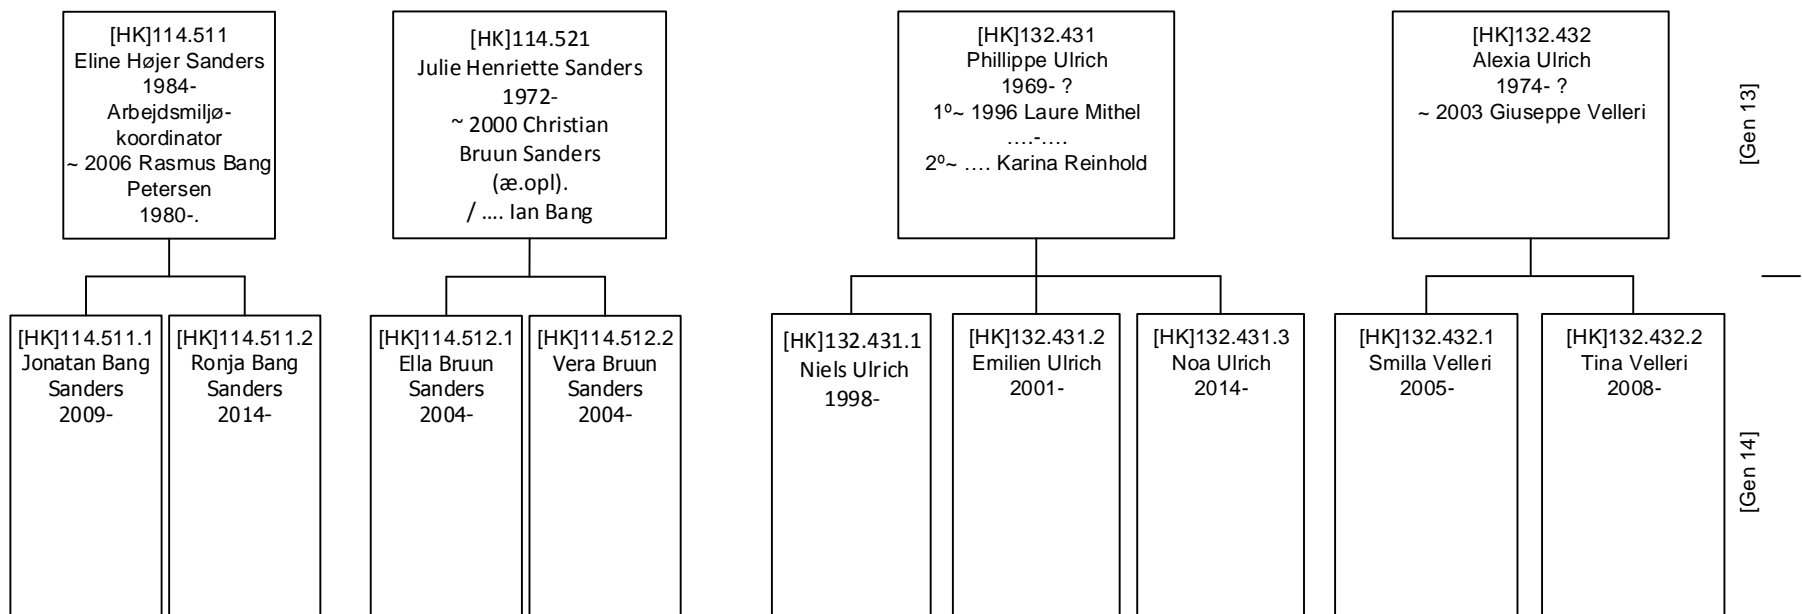 [HK]114.511
Eline Højer Sanders
1984-
Arbejdsmiljø-
koordinator
~ 2006 Rasmus Bang
Petersen
1980-.
[HK]114.521
Julie Henriette Sanders
1972-
~ 2000 Christian
Bruun Sanders
(æ.opl).
/ .... Ian Bang
[HK]132.431
Phillippe Ulrich
1969- ?
1º~ 1996 Laure Mithel
....-....
2º~ .... Karina Reinhold
[HK]132.432
Alexia Ulrich
1974- ?
~ 2003 Giuseppe Velleri
[Gen 13]
[HK]114.511.1
Jonatan Bang
Sanders
2009-
[HK]114.511.2
Ronja Bang
Sanders
2014-
[HK]114.512.1
Ella Bruun
Sanders
2004-
[HK]114.512.2
Vera Bruun
Sanders
2004-
[HK]132.431.1
Niels Ulrich
1998-
[HK]132.431.2
Emilien Ulrich
2001-
[HK]132.431.3
Noa Ulrich
2014-
[HK]132.432.1
Smilla Velleri
2005-
[HK]132.432.2
Tina Velleri
2008-
[Gen 14]